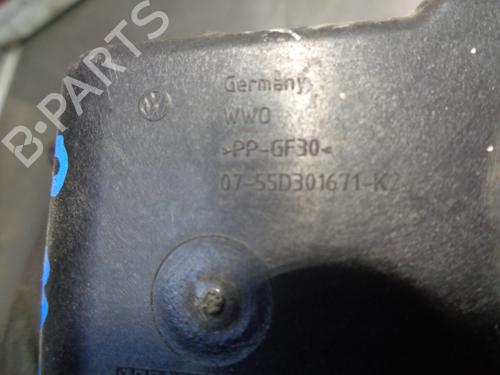 B-PARTS
Germany
WWO
>PP-GF30<
07-55D301671-K